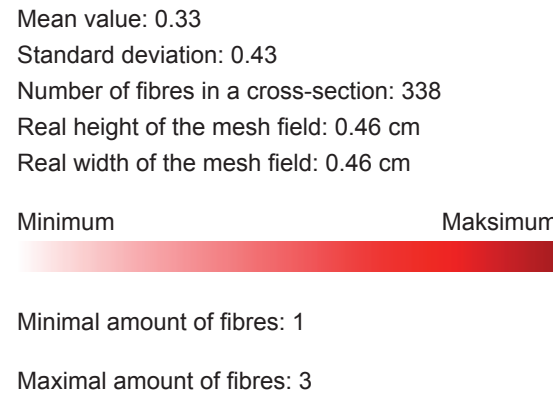 Mean value: 0.33
Standard deviation: 0.43
Number of fibres in a cross-section: 338
Real height of the mesh field: 0.46 cm
Real width of the mesh field: 0.46 cm
Minimum Maksimum
Minimal amount of fibres: 1
Maximal amount of fibres: 3